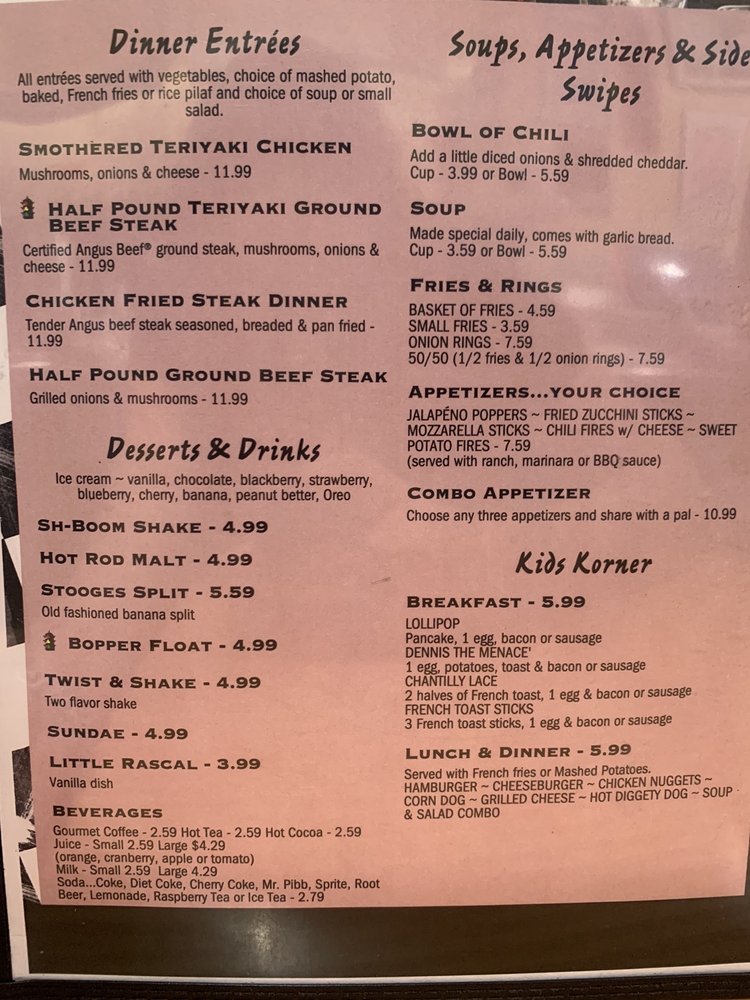 Dinner Entrées
All entrées served with vegetables, choice of mashed potato,
baked, French fries or rice pilaf and choice of soup or small
salad.
SMOTHERED TERIYAKI CHICKEN
Mushrooms, onions & cheese - 11.99
HALF POUND TERIYAKI GROUND
BEEF STEAK
Certified Angus Beef® ground steak, mushrooms, onions &
cheese - 11.99
CHICKEN FRIED STEAK DINNER
Tender Angus beef steak seasoned, breaded & pan fried -
11.99
HALF POUND GROUND BEEF STEAK
Grilled onions & mushrooms - 11.99
Desserts & Drinks
Ice cream ~ vanilla, chocolate, blackberry, strawberry,
blueberry, cherry, banana, peanut better, Oreo
SH-BOOM SHAKE - 4.99
HOT ROD MALT - 4.99
STOOGES SPLIT - 5.59
Old fashioned banana split
BOPPER FLOAT - 4.99
TWIST & SHAKE - 4.99
Two flavor shake
SUNDAE - 4.99
LITTLE RASCAL - 3.99
Vanilla dish
BEVERAGES
Gourmet Coffee - 2.59 Hot Tea - 2.59 Hot Cocoa - 2.59
Juice - Small 2.59 Large $4.29
(orange, cranberry, apple or tomato)
Milk - Small 2.59 Large 4.29
Soda...Coke, Diet Coke, Cherry Coke, Mr. Pibb, Sprite, Root
Beer, Lemonade, Raspberry Tea or Ice Tea - 2.79
Soups, Appetizers & Side
Swipes
BOWL OF CHILI
Add a little diced onions & shredded cheddar.
Cup - 3.99 or Bowl - 5.59
SOUP
Made special daily, comes with garlic bread.
Cup - 3.59 or Bowl - 5.59
FRIES & RINGS
BASKET OF FRIES - 4.59
SMALL FRIES - 3.59
ONION RINGS - 7.59
50/50 (1/2 fries & 1/2 onion rings) - 7.59
APPETIZERS...YOUR CHOICE
JALAPÉNO POPPERS ~ FRIED ZUCCHINI STICKS ~
MOZZARELLA STICKS ~ CHILI FIRES w/ CHEESE ~ SWEET
POTATO FIRES - 7.59
(served with ranch, marinara or BBQ sauce)
COMBO APPETIZER
Choose any three appetizers and share with a pal - 10.99
Kids Korner
BREAKFAST - 5.99
LOLLIPOP
Pancake, 1 egg, bacon or sausage
DENNIS THE MENACE'
1 egg, potatoes, toast & bacon or sausage
CHANTILLY LACE
2 halves of French toast, 1 egg & bacon or sausage
FRENCH TOAST STICKS
3 French toast sticks, 1 egg & bacon or sausage
LUNCH & DINNER - 5.99
Served with French fries or Mashed Potatoes.
HAMBURGER ~ CHEESEBURGER ~ CHICKEN NUGGETS ~
CORN DOG ~ GRILLED CHEESE ~ HOT DIGGETY DOG ~ SOUP
& SALAD COMBO